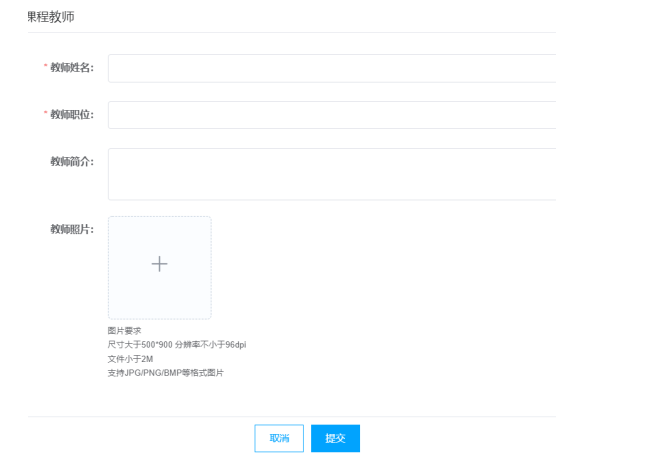 课程教师
* 教师姓名:
* 教师职位:
教师简介:
教师照片:
图片要求
尺寸大于500*900 分辨率不小于96dpi
文件小于2M
支持JPG/PNG/BMP等格式图片
取消 提交